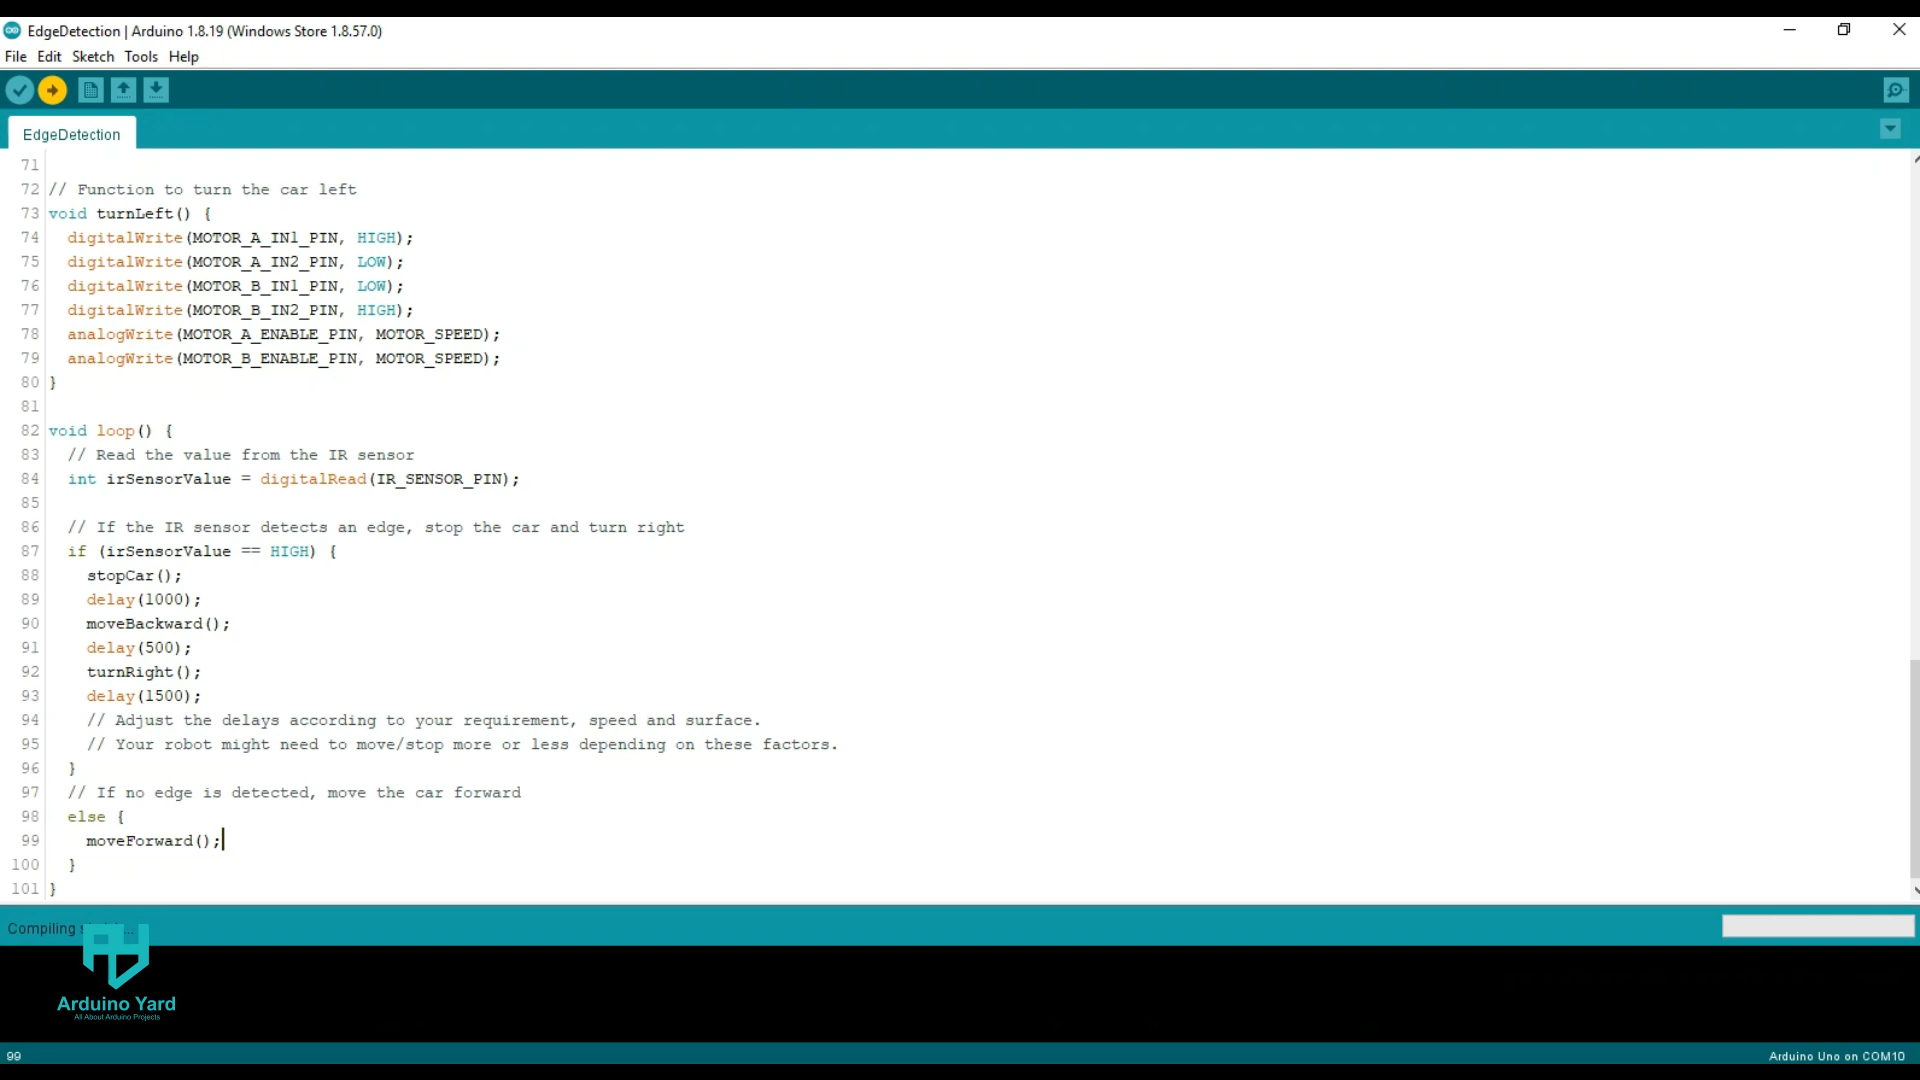 EdgeDetection | Arduino 1.8.19 (Windows Store 1.8.57.0)
File Edit Sketch Tools Help
EdgeDetection
71
72 // Function to turn the car left
73 void turnLeft() {
74 digitalWrite(MOTOR_A_IN1_PIN, HIGH);
75 digitalWrite(MOTOR_A_IN2_PIN, LOW);
76 digitalWrite(MOTOR_B_IN1_PIN, LOW);
77 digitalWrite(MOTOR_B_IN2_PIN, HIGH);
78 analogWrite(MOTOR_A_ENABLE_PIN, MOTOR_SPEED);
79 analogWrite(MOTOR_B_ENABLE_PIN, MOTOR_SPEED);
80 }
81
82 void loop() {
83 // Read the value from the IR sensor
84 int irSensorValue = digitalRead(IR_SENSOR_PIN);
85
86 // If the IR sensor detects an edge, stop the car and turn right
87 if (irSensorValue == HIGH) {
88 stopCar();
89 delay(1000);
90 moveBackward();
91 delay(500);
92 turnRight();
93 delay(1500);
94 // Adjust the delays according to your requirement, speed and surface.
95 // Your robot might need to move/stop more or less depending on these factors.
96 }
97 // If no edge is detected, move the car forward
98 else {
99 moveForward();
100 }
101 }
Compiling
Arduino Yard
All About Arduino Projects
99
Arduino Uno on COM10